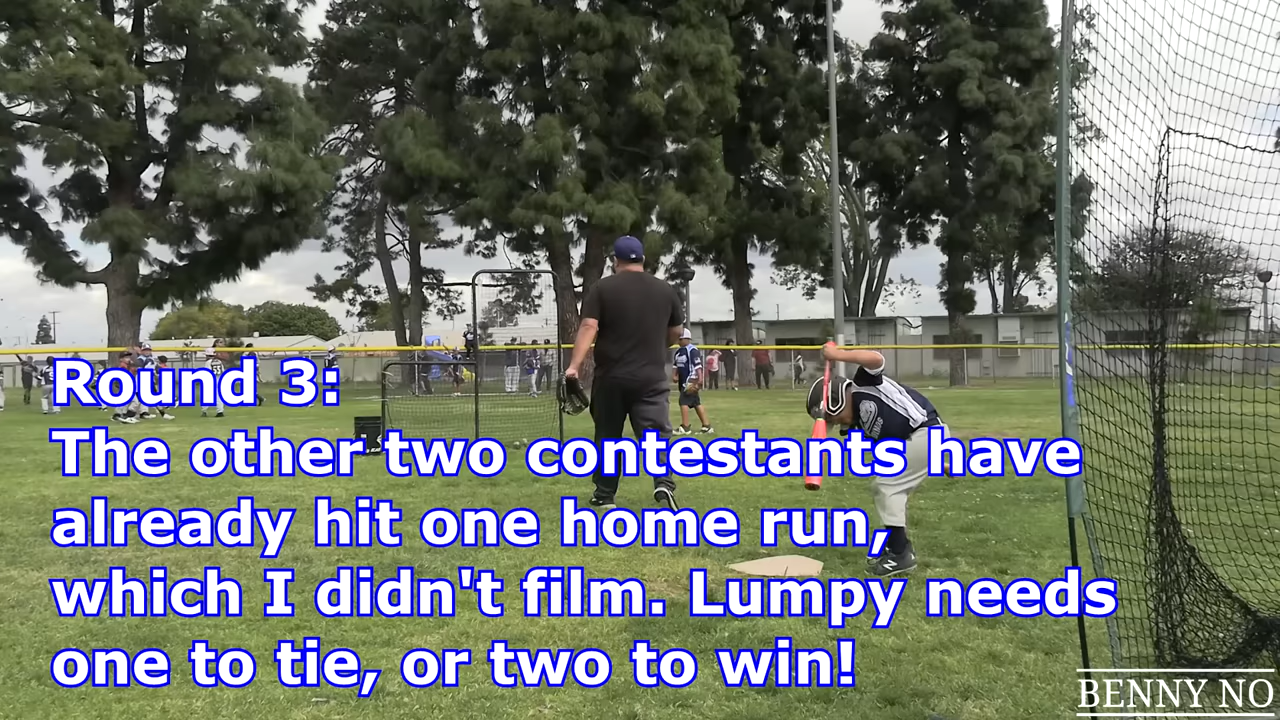 Round 3:
The other two contestants have
already hit one home run,
which I didn't film. Lumpy needs
one to tie, or two to win!
BENNY NO